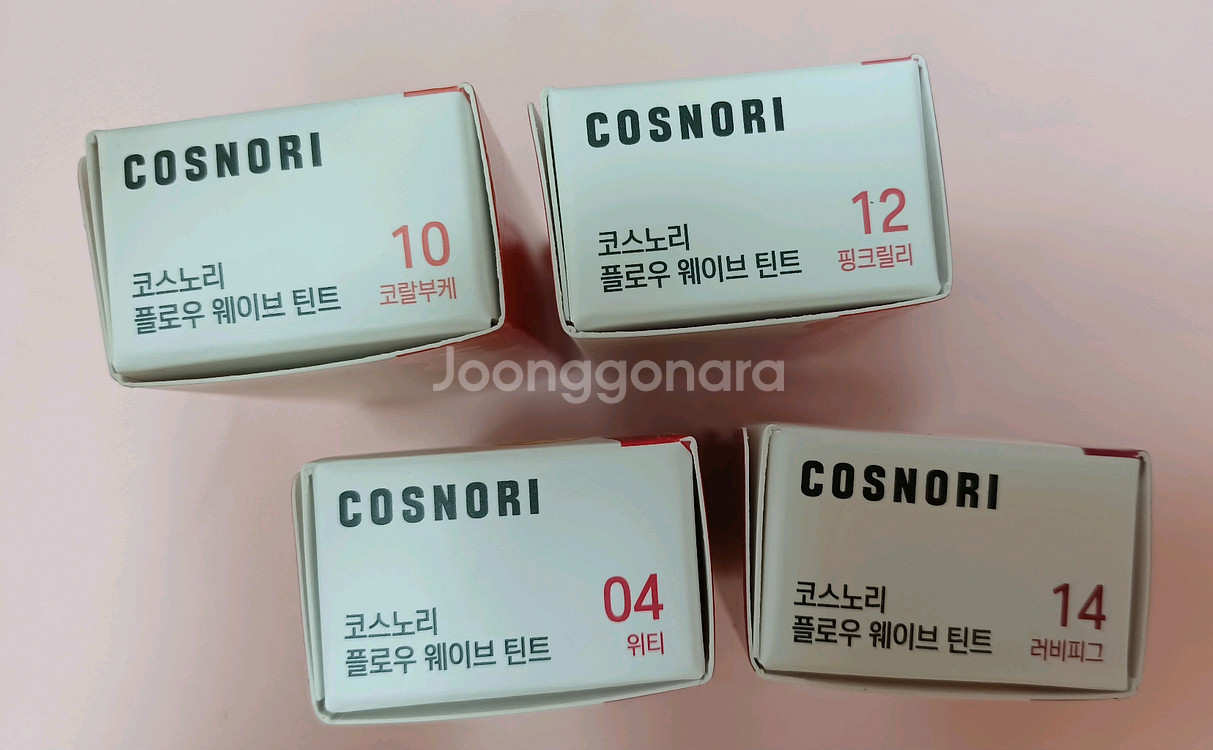 COSNORI
코스노리
플로우 웨이브 틴트
10
코랄부케
COSNORI
코스노리
플로우 웨이브 틴트
12
핑크릴리
Joonggonara
COSNORI
코스노리
플로우 웨이브 틴트
04
위티
COSNORI
코스노리
플로우 웨이브 틴트
14
러비피그